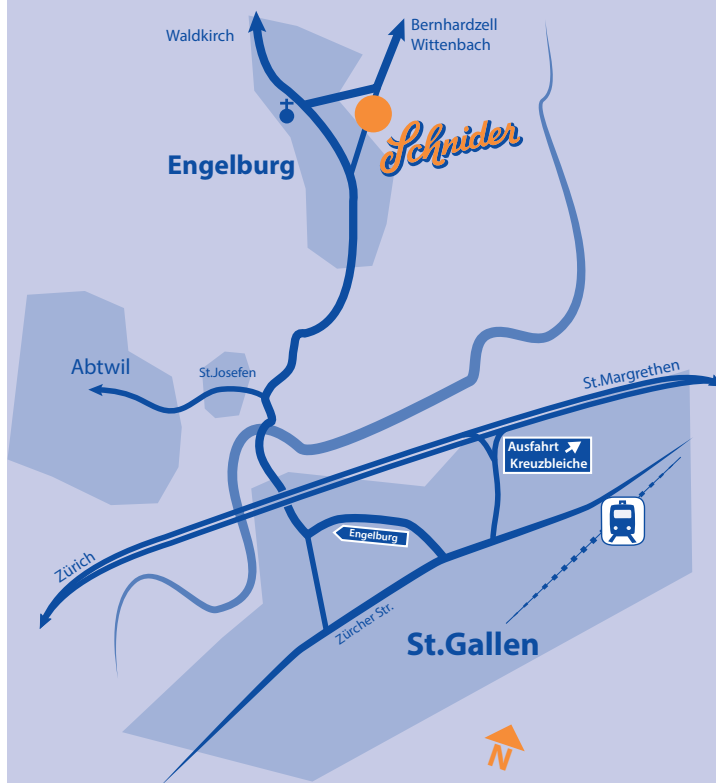 Waldkirch
Bernhardzell
Wittenbach
Schnider
Engelburg
Abtwil
St.Josefen
St.Margrethen
Ausfahrt
Kreuzbleiche
Engelburg
Zürich
Zürcher Str.
St.Gallen
N